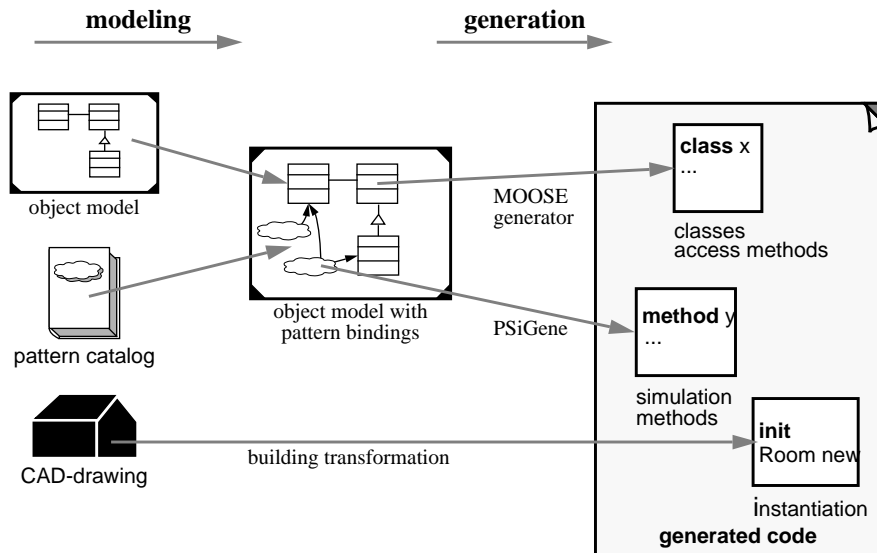 modeling
generation
object model
pattern catalog
CAD-drawing
object model with
pattern bindings
MOOSE
generator
PSiGene
building transformation
class x
...
classes
access methods
method y
...
simulation
methods
init
Room new
instantiation
generated code